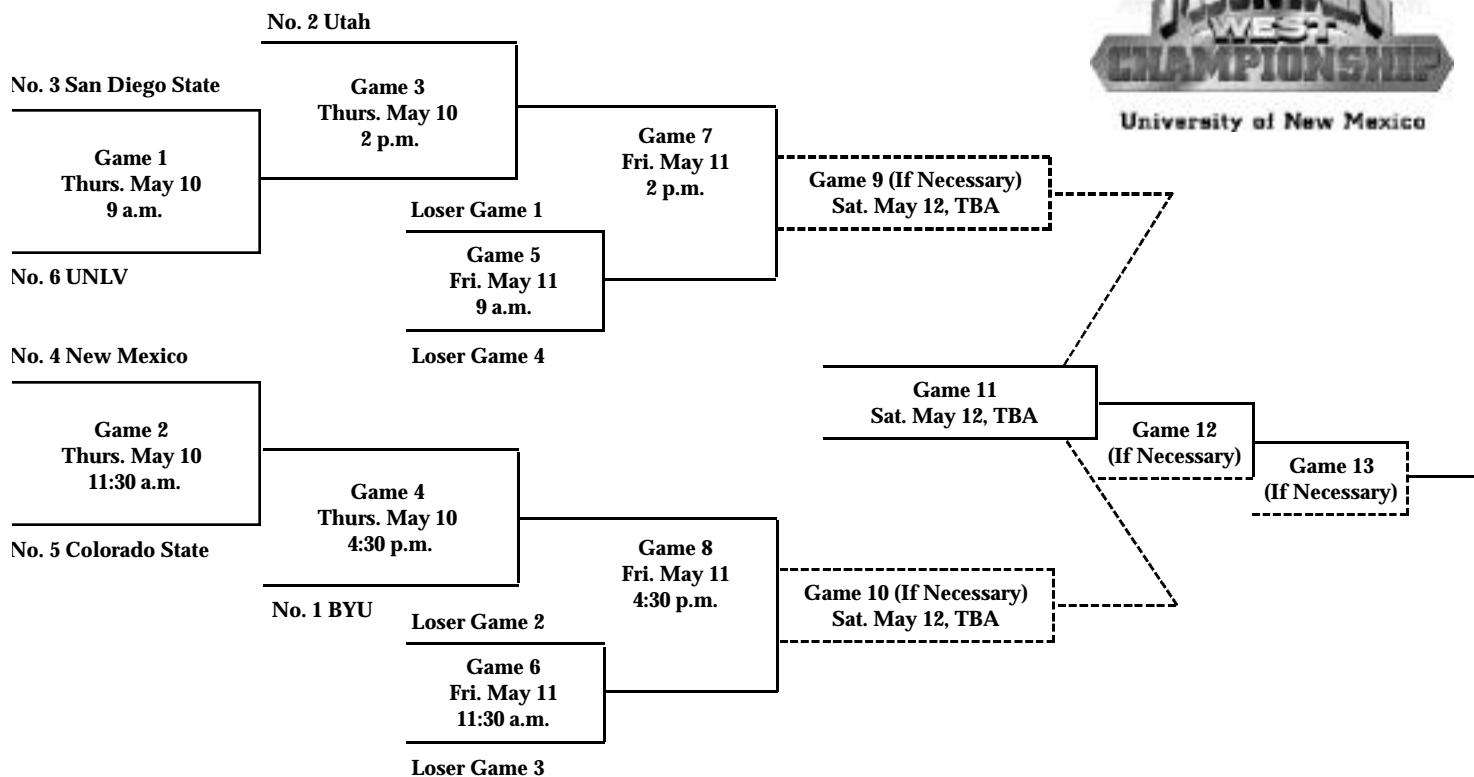 WEST
CHAMPIONSHIP
University of New Mexico
No. 2 Utah
No. 3 San Diego State
Game 3
Thurs. May 10
2 p.m.
Game 1
Thurs. May 10
9 a.m.
Game 7
Fri. May 11
2 p.m.
Game 9 (If Necessary)
Sat. May 12, TBA
Loser Game 1
Game 5
Fri. May 11
9 a.m.
No. 6 UNLV
Loser Game 4
No. 4 New Mexico
Game 2
Thurs. May 10
11:30 a.m.
Game 11
Sat. May 12, TBA
Game 12
(If Necessary)
Game 13
(If Necessary)
Game 4
Thurs. May 10
4:30 p.m.
No. 5 Colorado State
Game 8
Fri. May 11
4:30 p.m.
Game 10 (If Necessary)
Sat. May 12, TBA
No. 1 BYU
Loser Game 2
Game 6
Fri. May 11
11:30 a.m.
Loser Game 3